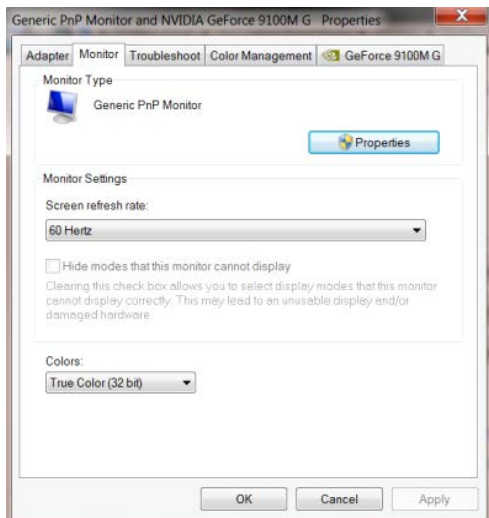 Generic PnP Monitor and NVIDIA GeForce 9100M G Properties
Adapter Monitor Troubleshoot Color Management GeForce 9100M G
Monitor Type
Generic PnP Monitor
Properties
Monitor Settings
Screen refresh rate:
60 Hertz
Hide modes that this monitor cannot display
Clearing this check box allows you to select display modes that this monitor
cannot display correctly. This may lead to an unusable display and/or
damaged hardware.
Colors:
True Color (32 bit)
OK Cancel Apply